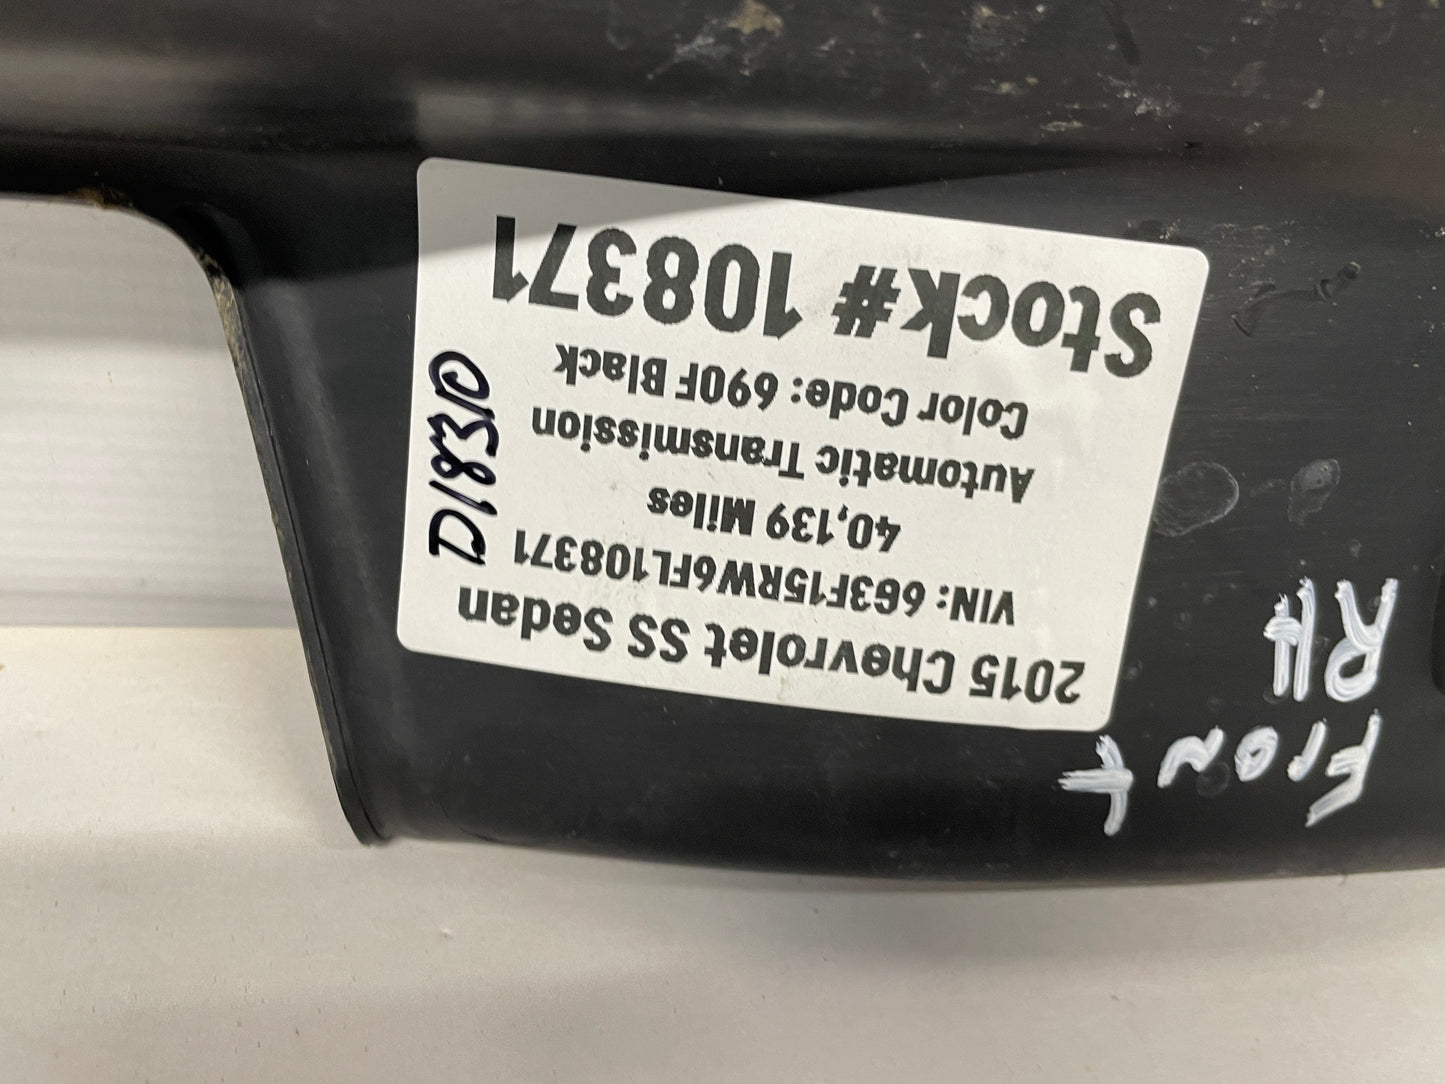 2015 Chevrolet SS Sedan
VIN: 6G3F15RW6FL108371
40,139 Miles
Automatic Transmission
Color Code: 690F Black
Stock# 108371
D18310
Front
RH